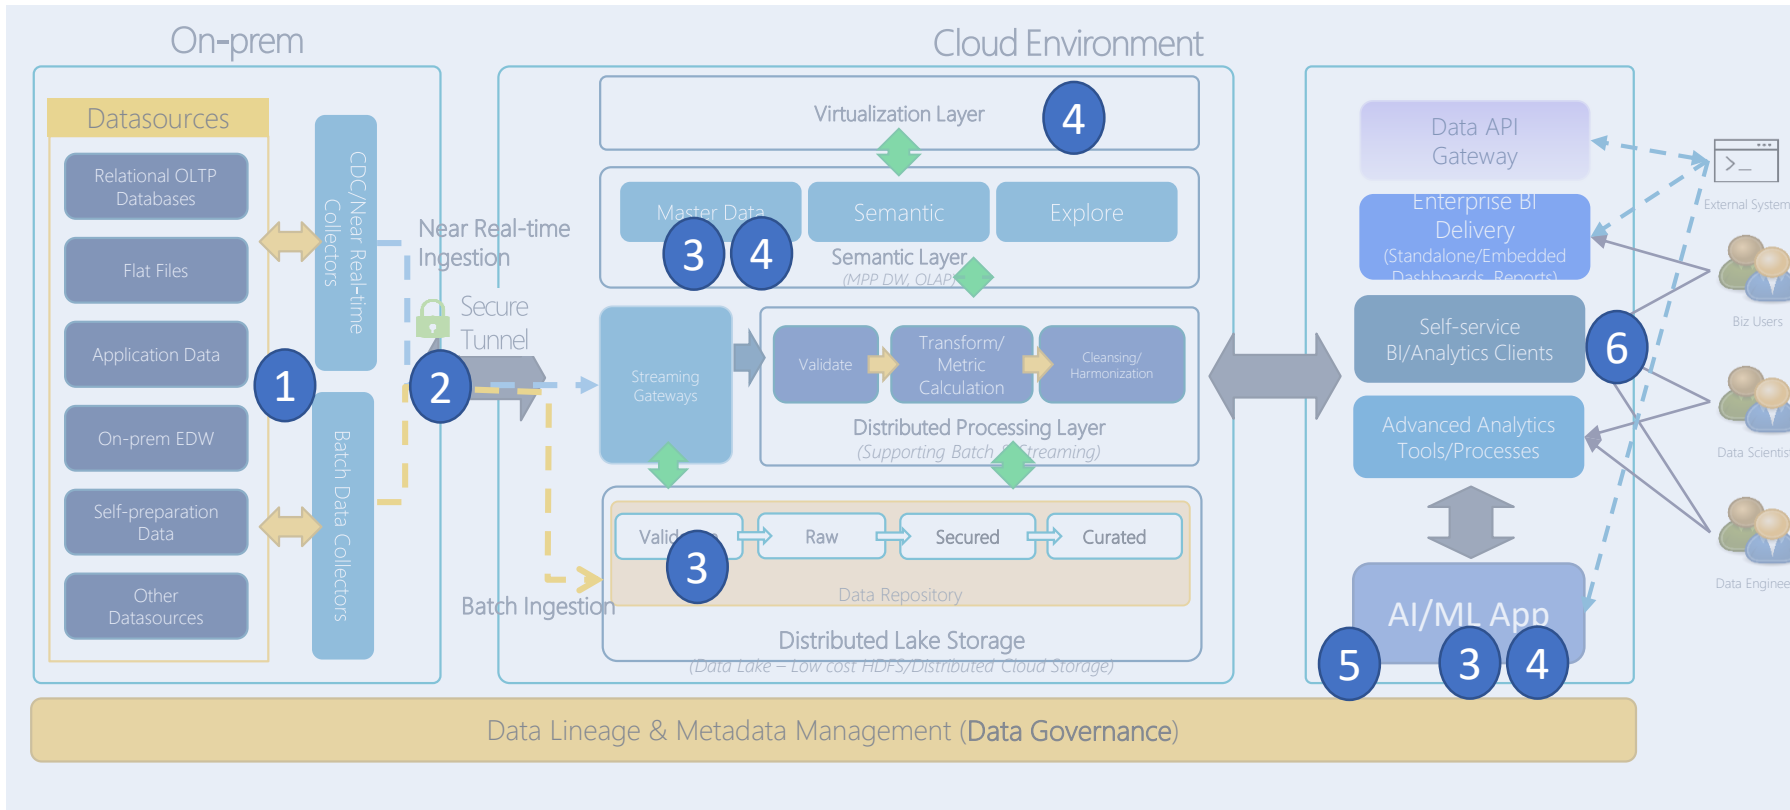 On-prem
Cloud Environment
Datasources
Relational OLTP
Databases
Flat Files
Application Data
On-prem EDW
Self-preparation
Data
Other
Datasources
CDC/Near Real-time
Collectors
Batch Data Collectors
1
Near Real-time
Ingestion
Secure
Tunnel
2
Batch Ingestion
Virtualization Layer
4
Master Data
Semantic
Explore
3
4
Semantic Layer
(MPP DW, OLAP)
Streaming
Gateways
Validate
Transform/
Metric
Calculation
Cleansing/
Harmonization
Distributed Processing Layer
(Supporting Batch & Streaming)
Raw
Secured
Curated
3
Data Repository
Distributed Lake Storage
(Data Lake – Low cost HDFS/Distributed Cloud Storage)
Data API
Gateway
Enterprise BI
Delivery
(Standalone/Embedded
Dashboards, Reports)
Self-service
BI/Analytics Clients
6
Advanced Analytics
Tools/Processes
AI/ML App
5
3
4
>_
External System
Biz Users
Data Scientist
Data Enginee
Data Lineage & Metadata Management (Data Governance)